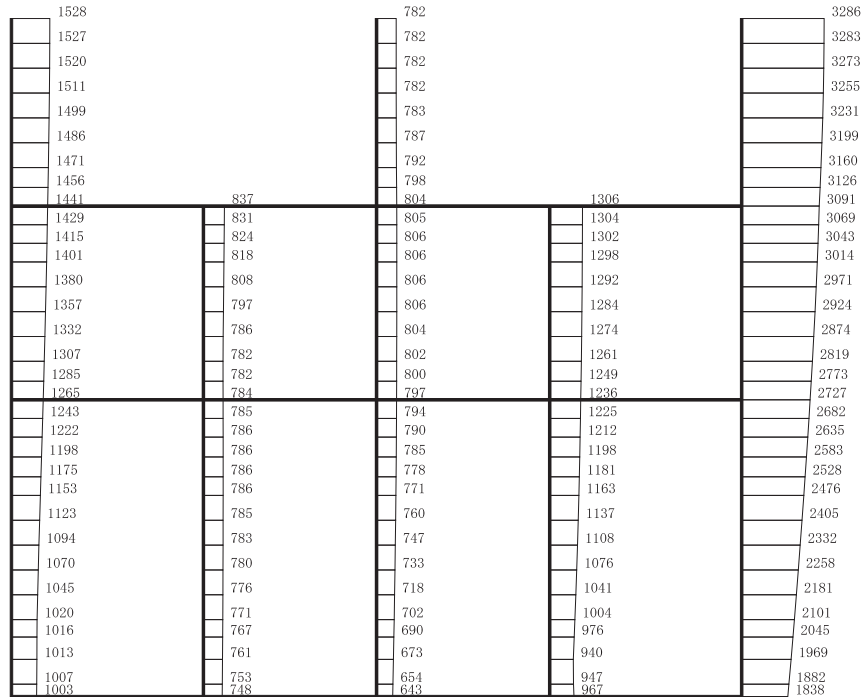 1528 782 3286
1527 782 3283
1520 782 3273
1511 782 3255
1499 783 3231
1486 787 3199
1471 792 3160
1456 798 3126
1441 837 804 1306 3091
1429 831 805 1304 3069
1415 824 806 1302 3043
1401 818 806 1298 3014
1380 808 806 1292 2971
1357 797 806 1284 2924
1332 786 804 1274 2874
1307 782 802 1261 2819
1285 782 800 1249 2773
1265 784 797 1236 2727
1243 785 794 1225 2682
1222 786 790 1212 2635
1198 786 785 1198 2583
1175 786 778 1181 2528
1153 786 771 1163 2476
1123 785 760 1137 2405
1094 783 747 1108 2332
1070 780 733 1076 2258
1045 776 718 1041 2181
1020 771 702 1004 2101
1016 767 690 976 2045
1013 761 673 940 1969
1007 753 654 947 1882
1003 748 643 967 1838